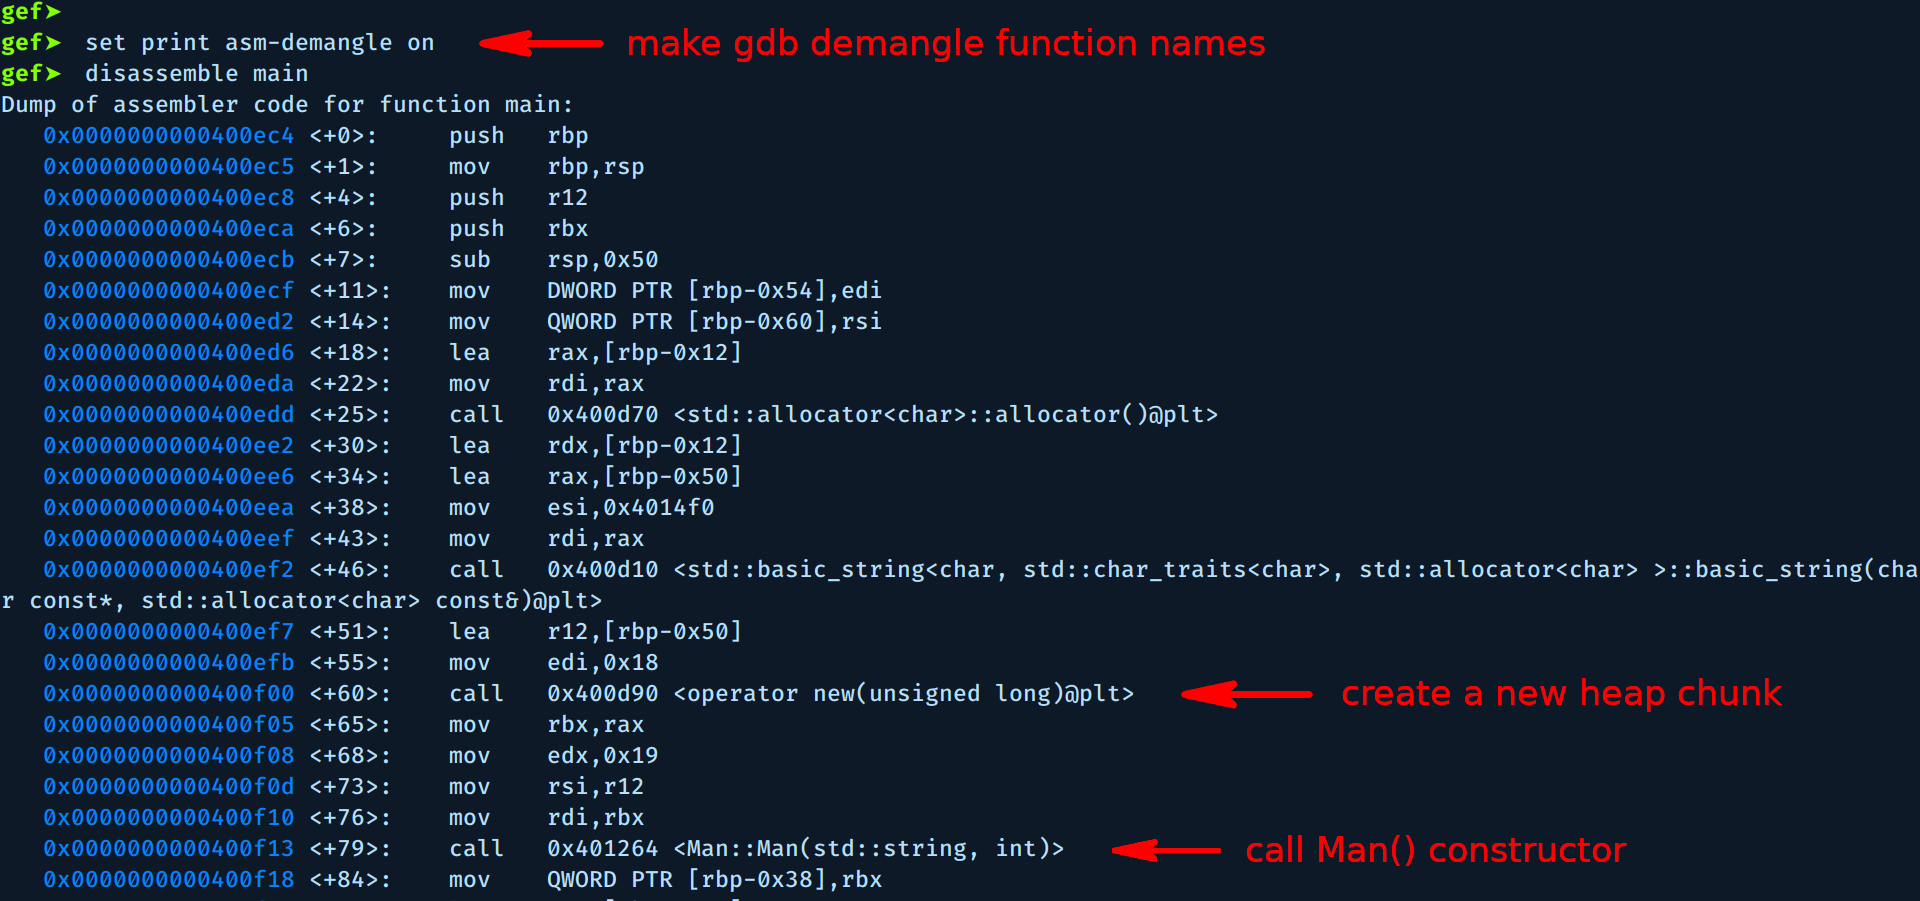 gef➤
gef➤  set print asm-demangle on make gdb demangle function names
gef➤  disassemble main
Dump of assembler code for function main:
0x0000000000400ec4 <+0>: push rbp
0x0000000000400ec5 <+1>: mov rbp,rsp
0x0000000000400ec8 <+4>: push r12
0x0000000000400eca <+6>: push rbx
0x0000000000400ecb <+7>: sub rsp,0x50
0x0000000000400ecf <+11>: mov DWORD PTR [rbp-0x54],edi
0x0000000000400ed2 <+14>: mov QWORD PTR [rbp-0x60],rsi
0x0000000000400ed6 <+18>: lea rax,[rbp-0x12]
0x0000000000400eda <+22>: mov rdi,rax
0x0000000000400edd <+25>: call 0x400d70 <std::allocator<char>::allocator()@plt>
0x0000000000400ee2 <+30>: lea rdx,[rbp-0x12]
0x0000000000400ee6 <+34>: lea rax,[rbp-0x50]
0x0000000000400eea <+38>: mov esi,0x4014f0
0x0000000000400eef <+43>: mov rdi,rax
0x0000000000400ef2 <+46>: call 0x400d10 <std::basic_string<char, std::char_traits<char>, std::allocator<char> >::basic_string(cha
r const*, std::allocator<char> const&)@plt>
0x0000000000400ef7 <+51>: lea r12,[rbp-0x50]
0x0000000000400efb <+55>: mov edi,0x18
0x0000000000400f00 <+60>: call 0x400d90 <operator new(unsigned long)@plt> create a new heap chunk
0x0000000000400f05 <+65>: mov rbx,rax
0x0000000000400f08 <+68>: mov edx,0x19
0x0000000000400f0d <+73>: mov rsi,r12
0x0000000000400f10 <+76>: mov rdi,rbx
0x0000000000400f13 <+79>: call 0x401264 <Man::Man(std::string, int)> call Man() constructor
0x0000000000400f18 <+84>: mov QWORD PTR [rbp-0x38],rbx